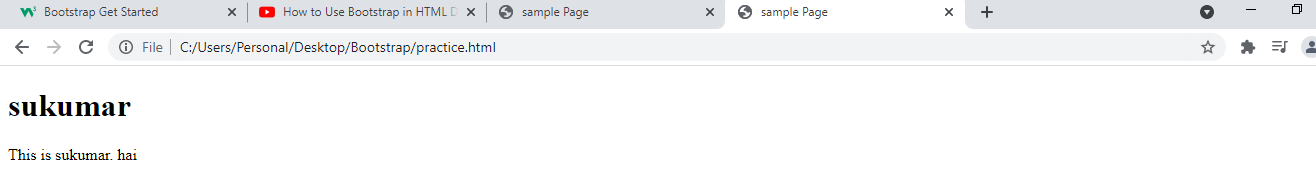 Bootstrap Get Started
How to Use Bootstrap in HTML D
sample Page
sample Page
File
C:/Users/Personal/Desktop/Bootstrap/practice.html
sukumar
This is sukumar. hai